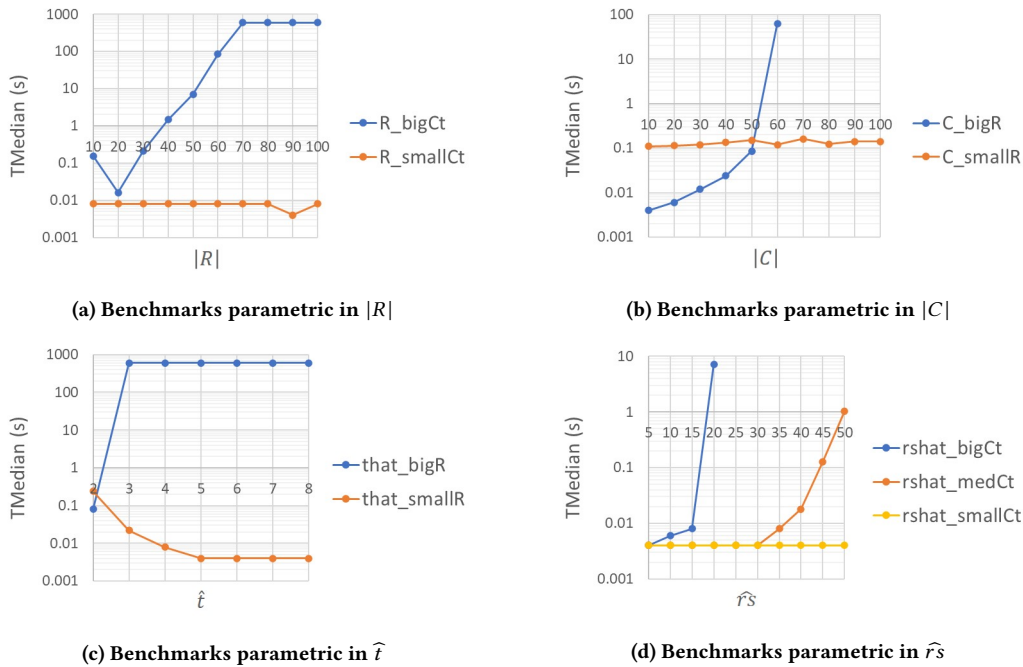 TMedian (s)
1000
100
10
1
0.1
0.01
0.001
10 20 30 40 50 60 70 80 90 100
|R|
R_bigCt
R_smallCt
(a) Benchmarks parametric in |R|
TMedian (s)
100
10
1
0.1
0.01
0.001
10 20 30 40 50 60 70 80 90 100
|C|
C_bigR
C_smallR
(b) Benchmarks parametric in |C|
TMedian (s)
1000
100
10
1
0.1
0.01
0.001
2 3 4 5 6 7 8
t̂
that_bigR
that_smallR
(c) Benchmarks parametric in t̂
TMedian (s)
10
1
0.1
0.01
0.001
5 10 15 20 25 30 35 40 45 50
r̂s
rshat_bigCt
rshat_medCt
rshat_smallCt
(d) Benchmarks parametric in r̂s